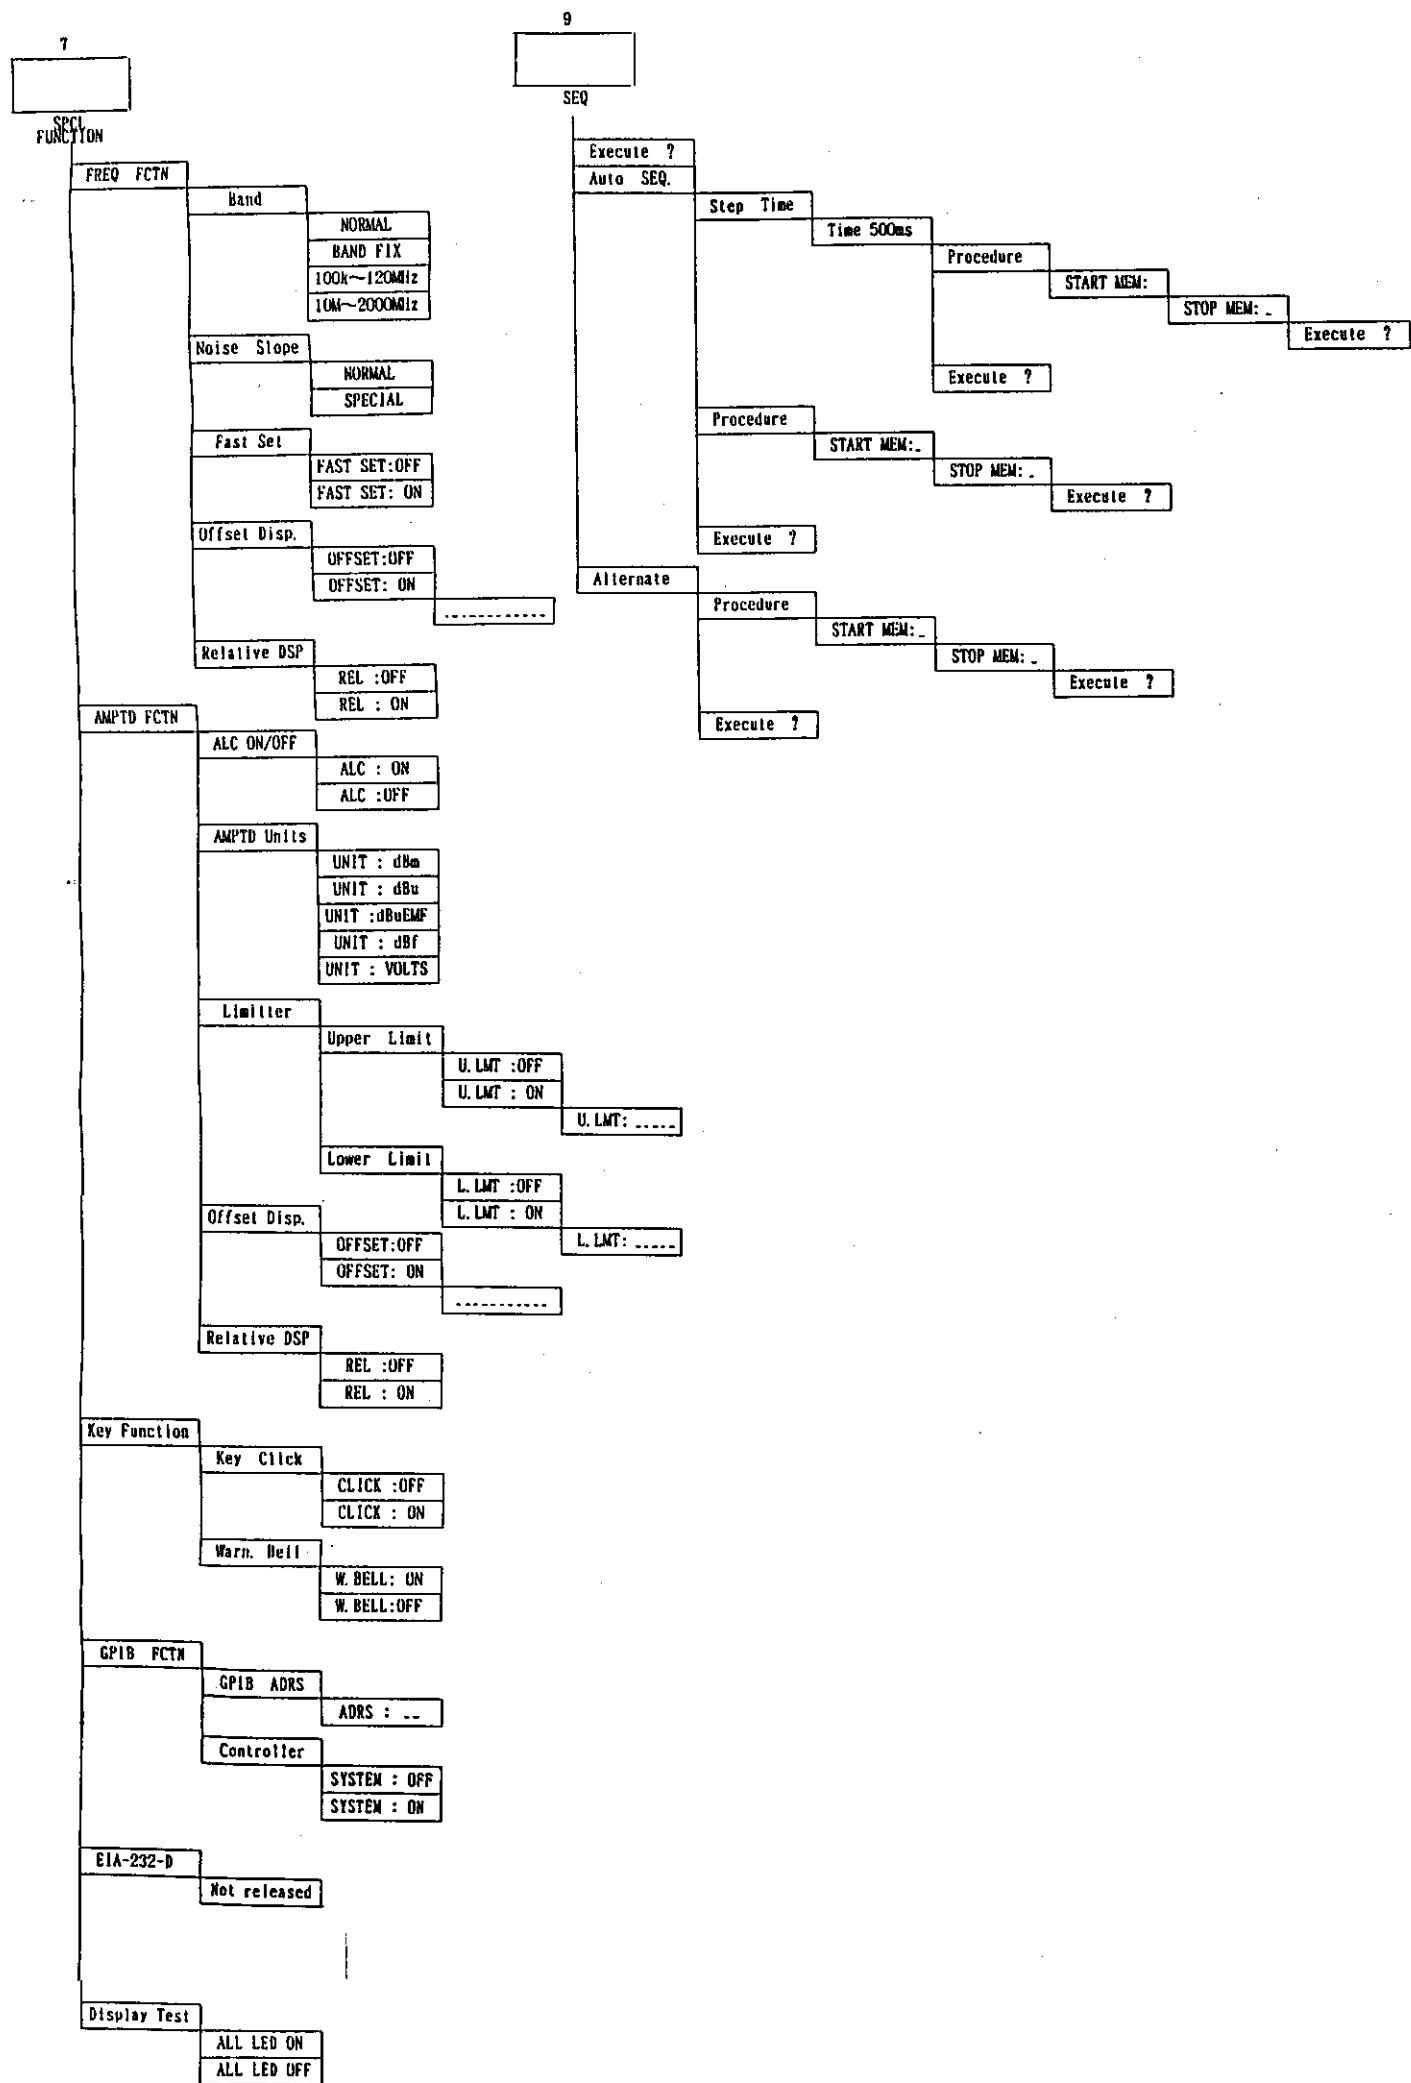 7
SPCL
FUNCTION
FREQ FCTN
Band
NORMAL
BAND FIX
100k～120MHz
10M～2000MHz
Noise Slope
NORMAL
SPECIAL
Fast Set
FAST SET:OFF
FAST SET: ON
Offset Disp.
OFFSET:OFF
OFFSET: ON
-----------
Relative DSP
REL :OFF
REL : ON
AMPTD FCTN
ALC ON/OFF
ALC : ON
ALC :OFF
AMPTD Units
UNIT : dBm
UNIT : dBu
UNIT :dBuEMF
UNIT : dBf
UNIT : VOLTS
Limitter
Upper Limit
U.LMT :OFF
U.LMT : ON
U.LMT: -----
Lower Limit
L.LMT :OFF
L.LMT : ON
L.LMT: -----
Offset Disp.
OFFSET:OFF
OFFSET: ON
-----------
Relative DSP
REL :OFF
REL : ON
Key Function
Key Click
CLICK :OFF
CLICK : ON
Warn. Bell
W.BELL: ON
W.BELL:OFF
GPIB FCTN
GPIB ADRS
ADRS : --
Controller
SYSTEM : OFF
SYSTEM : ON
EIA-232-D
Not released
Display Test
ALL LED ON
ALL LED OFF
9
SEQ
Execute ?
Auto SEQ.
Step Time
Time 500ms
Procedure
START MEM:
STOP MEM:_
Execute ?
Execute ?
Procedure
START MEM:_
STOP MEM:_
Execute ?
Execute ?
Alternate
Procedure
START MEM:_
STOP MEM:_
Execute ?
Execute ?